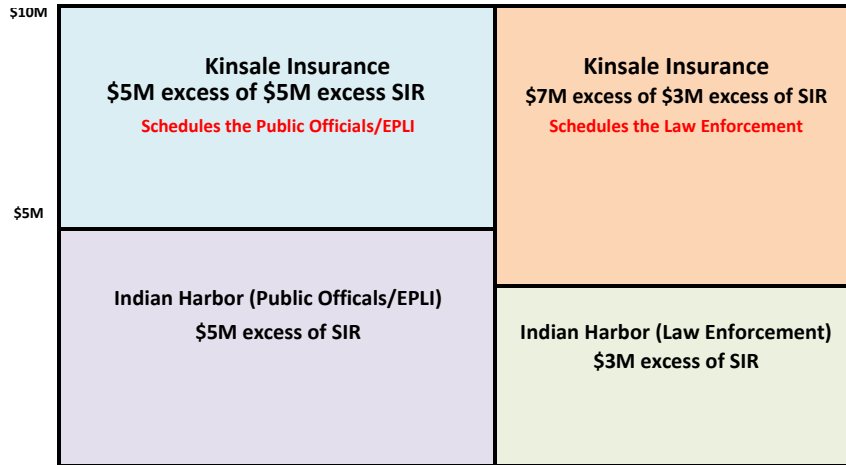 $10M
Kinsale Insurance
$5M excess of $5M excess SIR
Schedules the Public Officials/EPLI
Kinsale Insurance
$7M excess of $3M excess of SIR
Schedules the Law Enforcement
$5M
Indian Harbor (Public Officals/EPLI)
$5M excess of SIR
Indian Harbor (Law Enforcement)
$3M excess of SIR